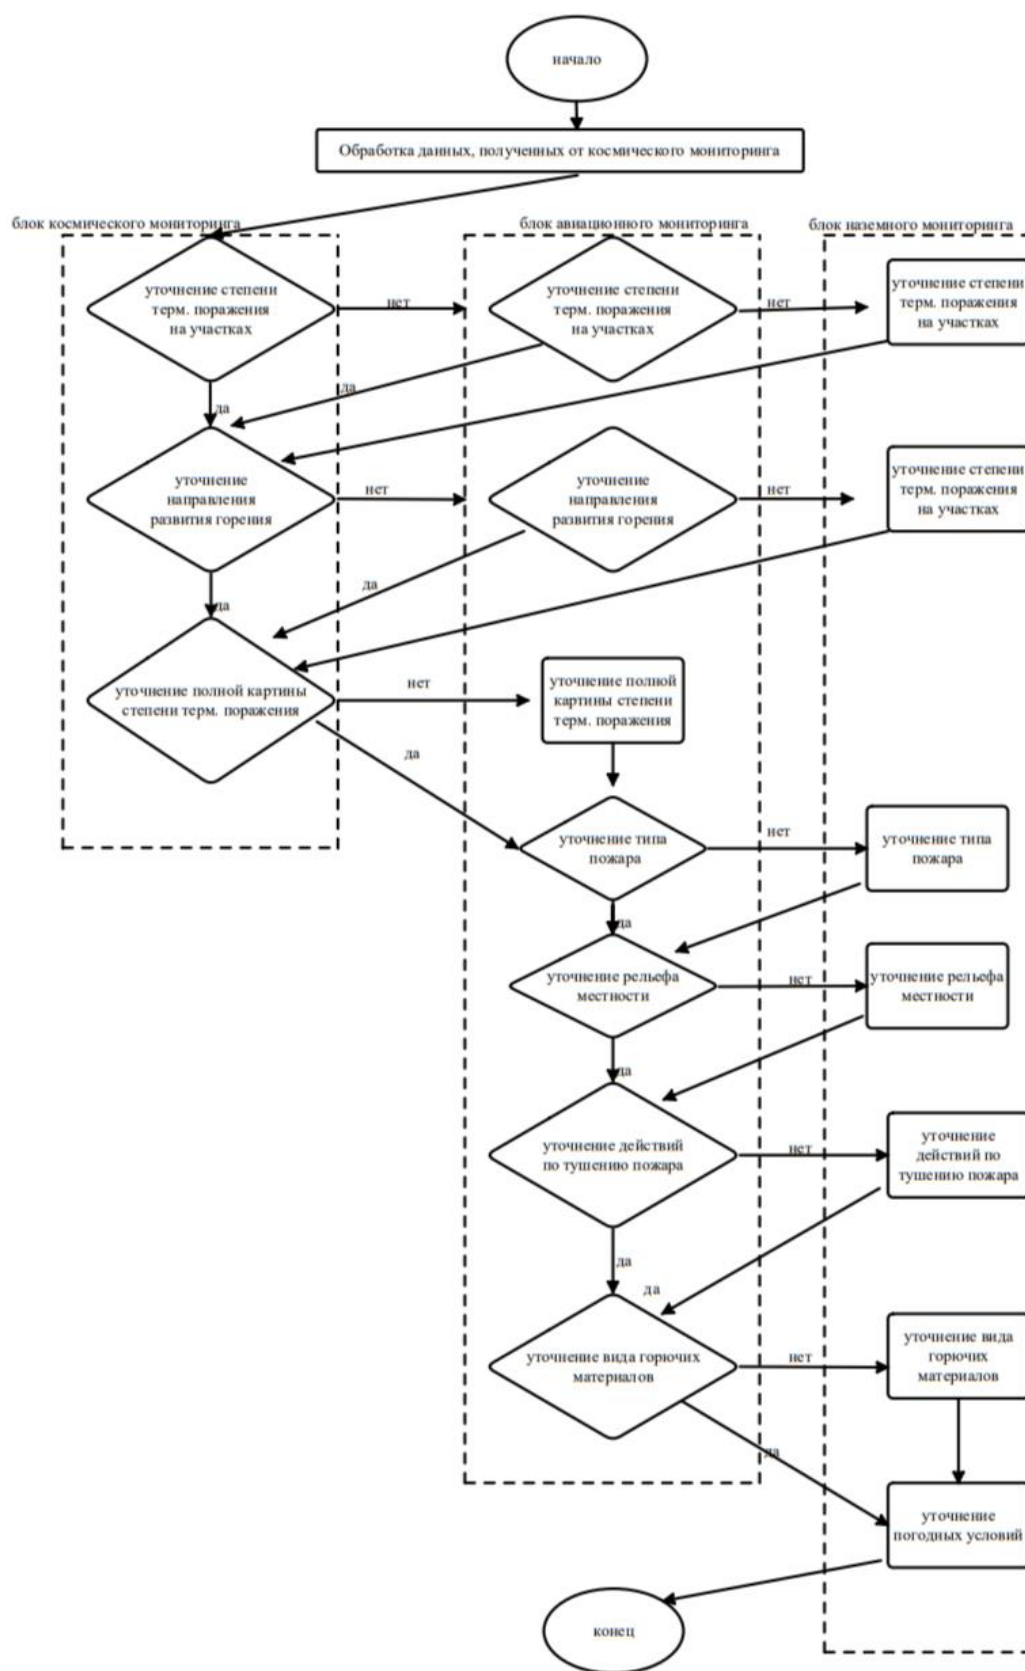 начало
Обработка данных, полученных от космического мониторинга
блок космического мониторинга
блок авиационного мониторинга
блок наземного мониторинга
уточнение степени
терм. поражения
на участках
нет
уточнение степени
терм. поражения
на участках
нет
уточнение степени
терм. поражения
на участках
да
да
уточнение
направления
развития горения
нет
уточнение
направления
развития горения
нет
уточнение степени
терм. поражения
на участках
да
да
уточнение полной картины
степени терм. поражения
нет
уточнение полной
картины степени
терм. поражения
да
уточнение типа
пожара
нет
уточнение типа
пожара
да
уточнение рельефа
местности
нет
уточнение рельефа
местности
да
уточнение действий
по тушению пожара
нет
уточнение
действий по
тушению пожара
да
да
уточнение вида горючих
материалов
нет
уточнение вида
горючих
материалов
да
уточнение
погодных условий
конец